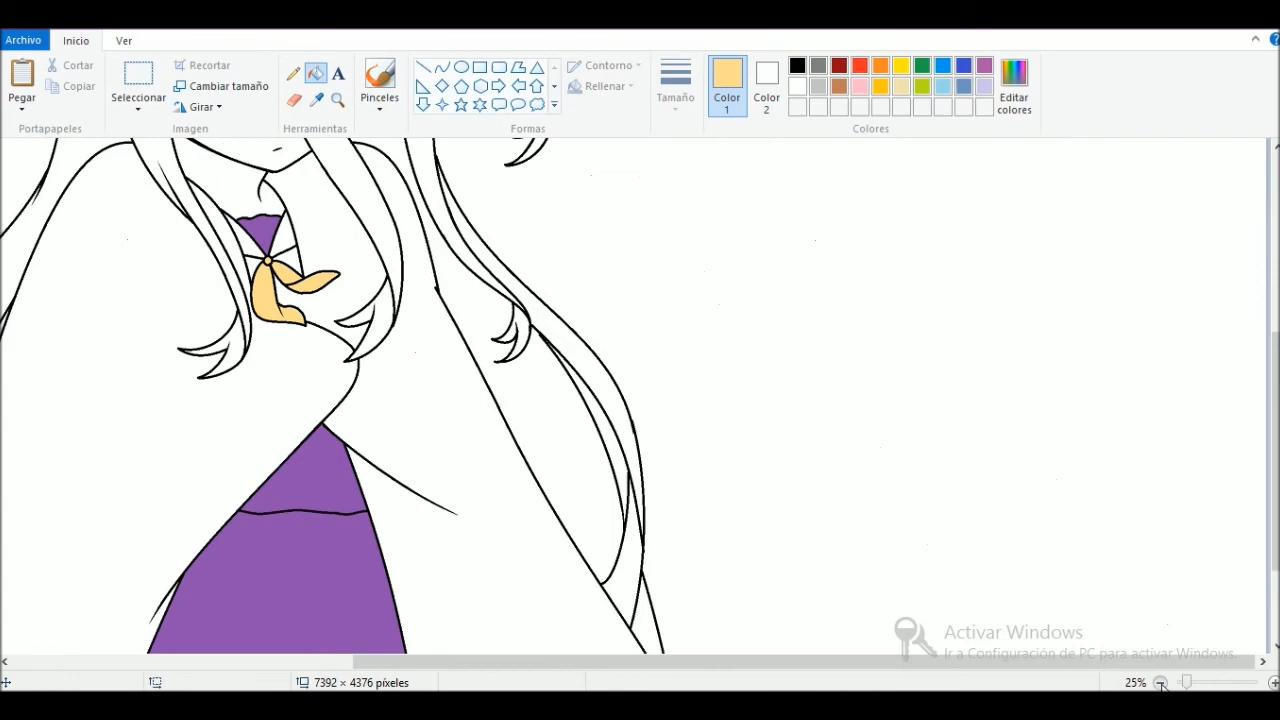 Archivo Inicio Ver
Cortar Recortar Contorno
Copiar Cambiar tamaño Rellenar
Pegar Seleccionar Girar A Pinceles Tamaño Color 1 Color 2 Editar colores
Portapapeles Imagen Herramientas Formas Colores
Activar Windows
Ir a Configuración de PC para activar Windows.
7392 × 4376 píxeles 25%